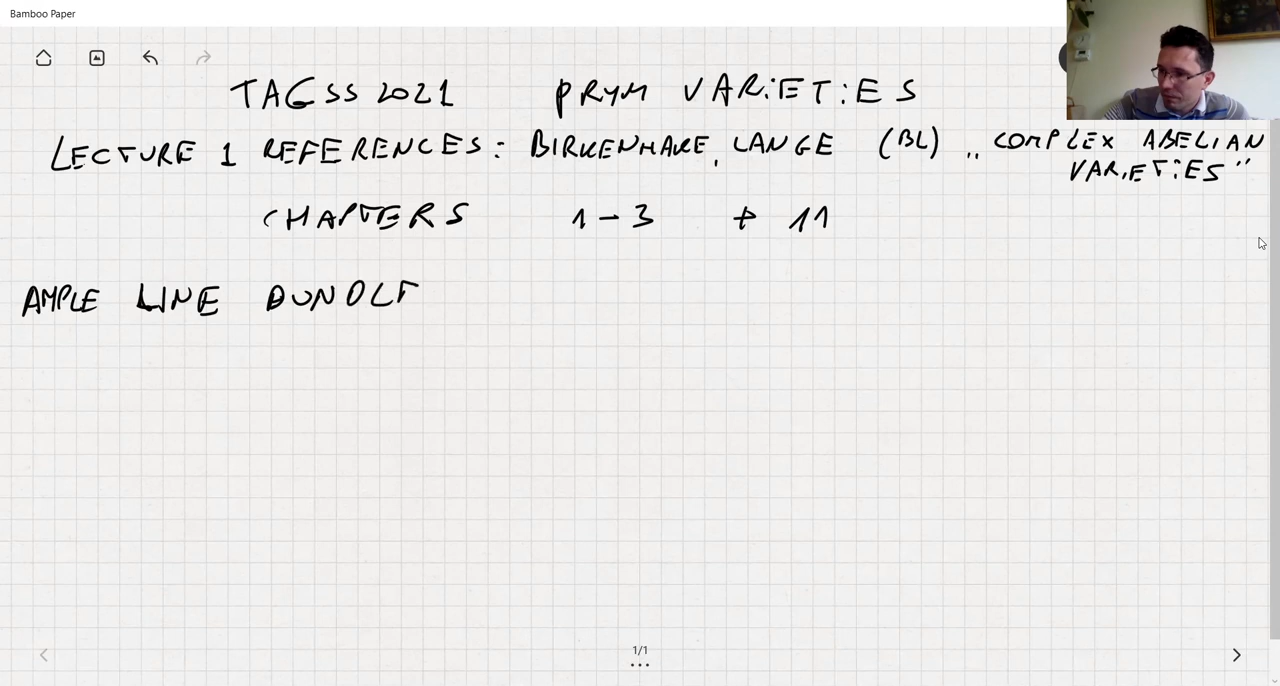 Bamboo Paper
TAGSS 2021 PRYM VARiETiES
LECTURE 1 REFERENCES: BIRKENHAKE, LANGE (BL) „ COMPLEX ABELIAN
VARiETiES"
CHAPTERS 1-3 + 11
AMPLE LINE BUNDLE
1/1